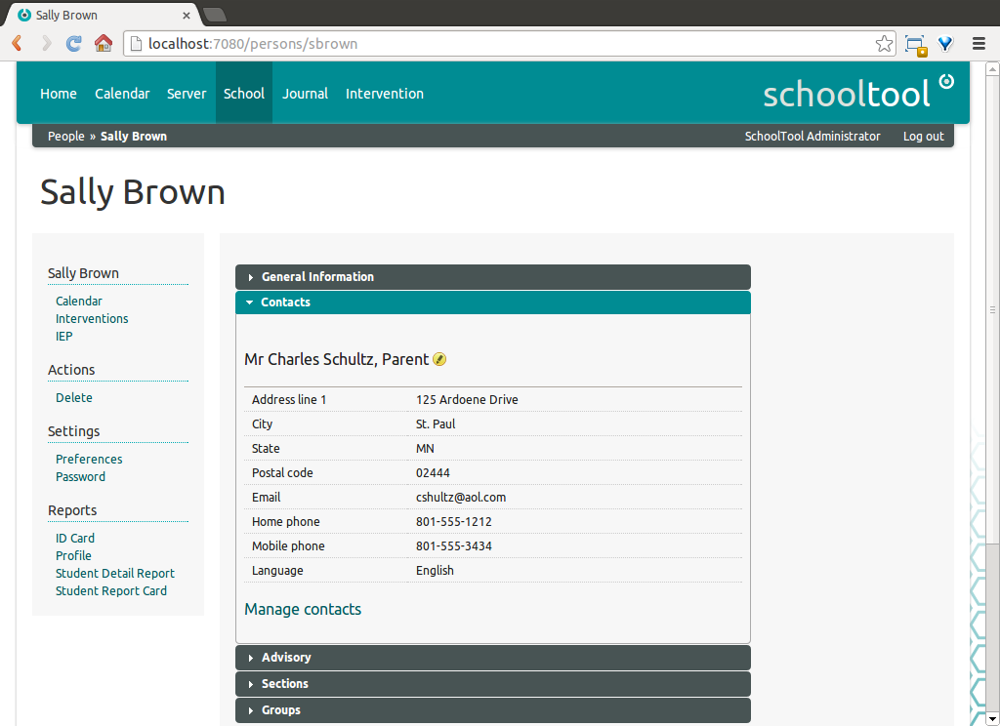 Sally Brown
localhost:7080/persons/sbrown
Home Calendar Server School Journal Intervention schooltool
People » Sally Brown SchoolTool Administrator Log out
Sally Brown
Sally Brown
Calendar
Interventions
IEP
Actions
Delete
Settings
Preferences
Password
Reports
ID Card
Profile
Student Detail Report
Student Report Card
General Information
Contacts
Mr Charles Schultz, Parent
Address line 1 125 Ardoene Drive
City St. Paul
State MN
Postal code 02444
Email cshultz@aol.com
Home phone 801-555-1212
Mobile phone 801-555-3434
Language English
Manage contacts
Advisory
Sections
Groups